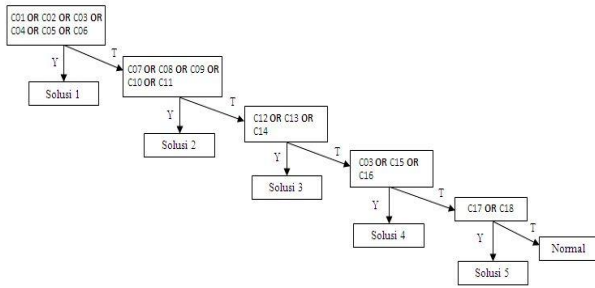 C01 OR C02 OR C03 OR
C04 OR C05 OR C06
Y
T
Solusi 1
C07 OR C08 OR C09 OR
C10 OR C11
Y
T
Solusi 2
C12 OR C13 OR
C14
Y
T
Solusi 3
C03 OR C15 OR
C16
Y
T
Solusi 4
C17 OR C18
Y
T
Normal
Solusi 5